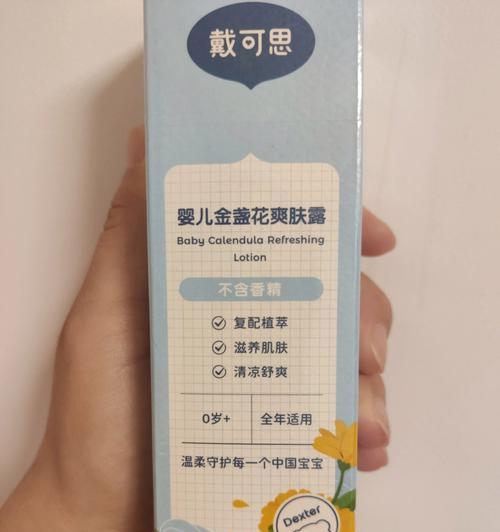 戴可思
婴儿金盏花爽肤露
Baby Calendula Refreshing
Lotion
不含香精
复配植萃
滋养肌肤
清凉舒爽
0岁+ 全年适用
温柔守护每一个中国宝宝
Dexter